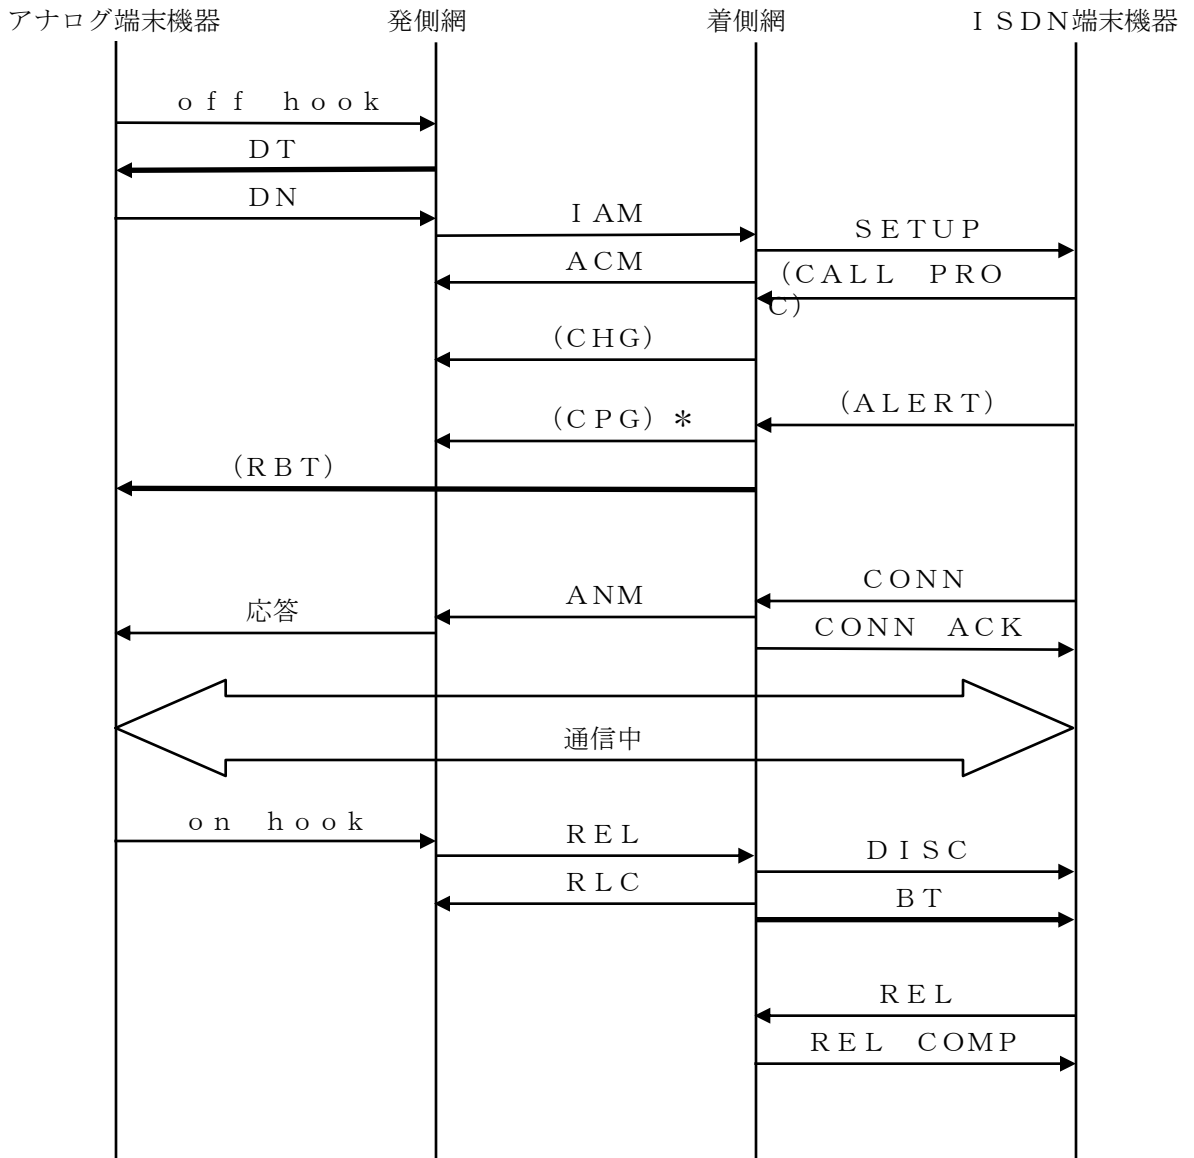 アナログ端末機器　発側網　着側網　ＩＳＤＮ端末機器
ｏｆｆ　ｈｏｏｋ
ＤＴ
ＤＮ
ＩＡＭ
ＳＥＴＵＰ
ＡＣＭ
（ＣＡＬＬ　ＰＲＯ
Ｃ）
（ＣＨＧ）
（ＡＬＥＲＴ）
（ＣＰＧ）＊
（ＲＢＴ）
ＣＯＮＮ
ＡＮＭ
応答
ＣＯＮＮ　ＡＣＫ
通信中
ｏｎ　ｈｏｏｋ
ＲＥＬ
ＤＩＳＣ
ＲＬＣ
ＢＴ
ＲＥＬ
ＲＥＬ　ＣＯＭＰ